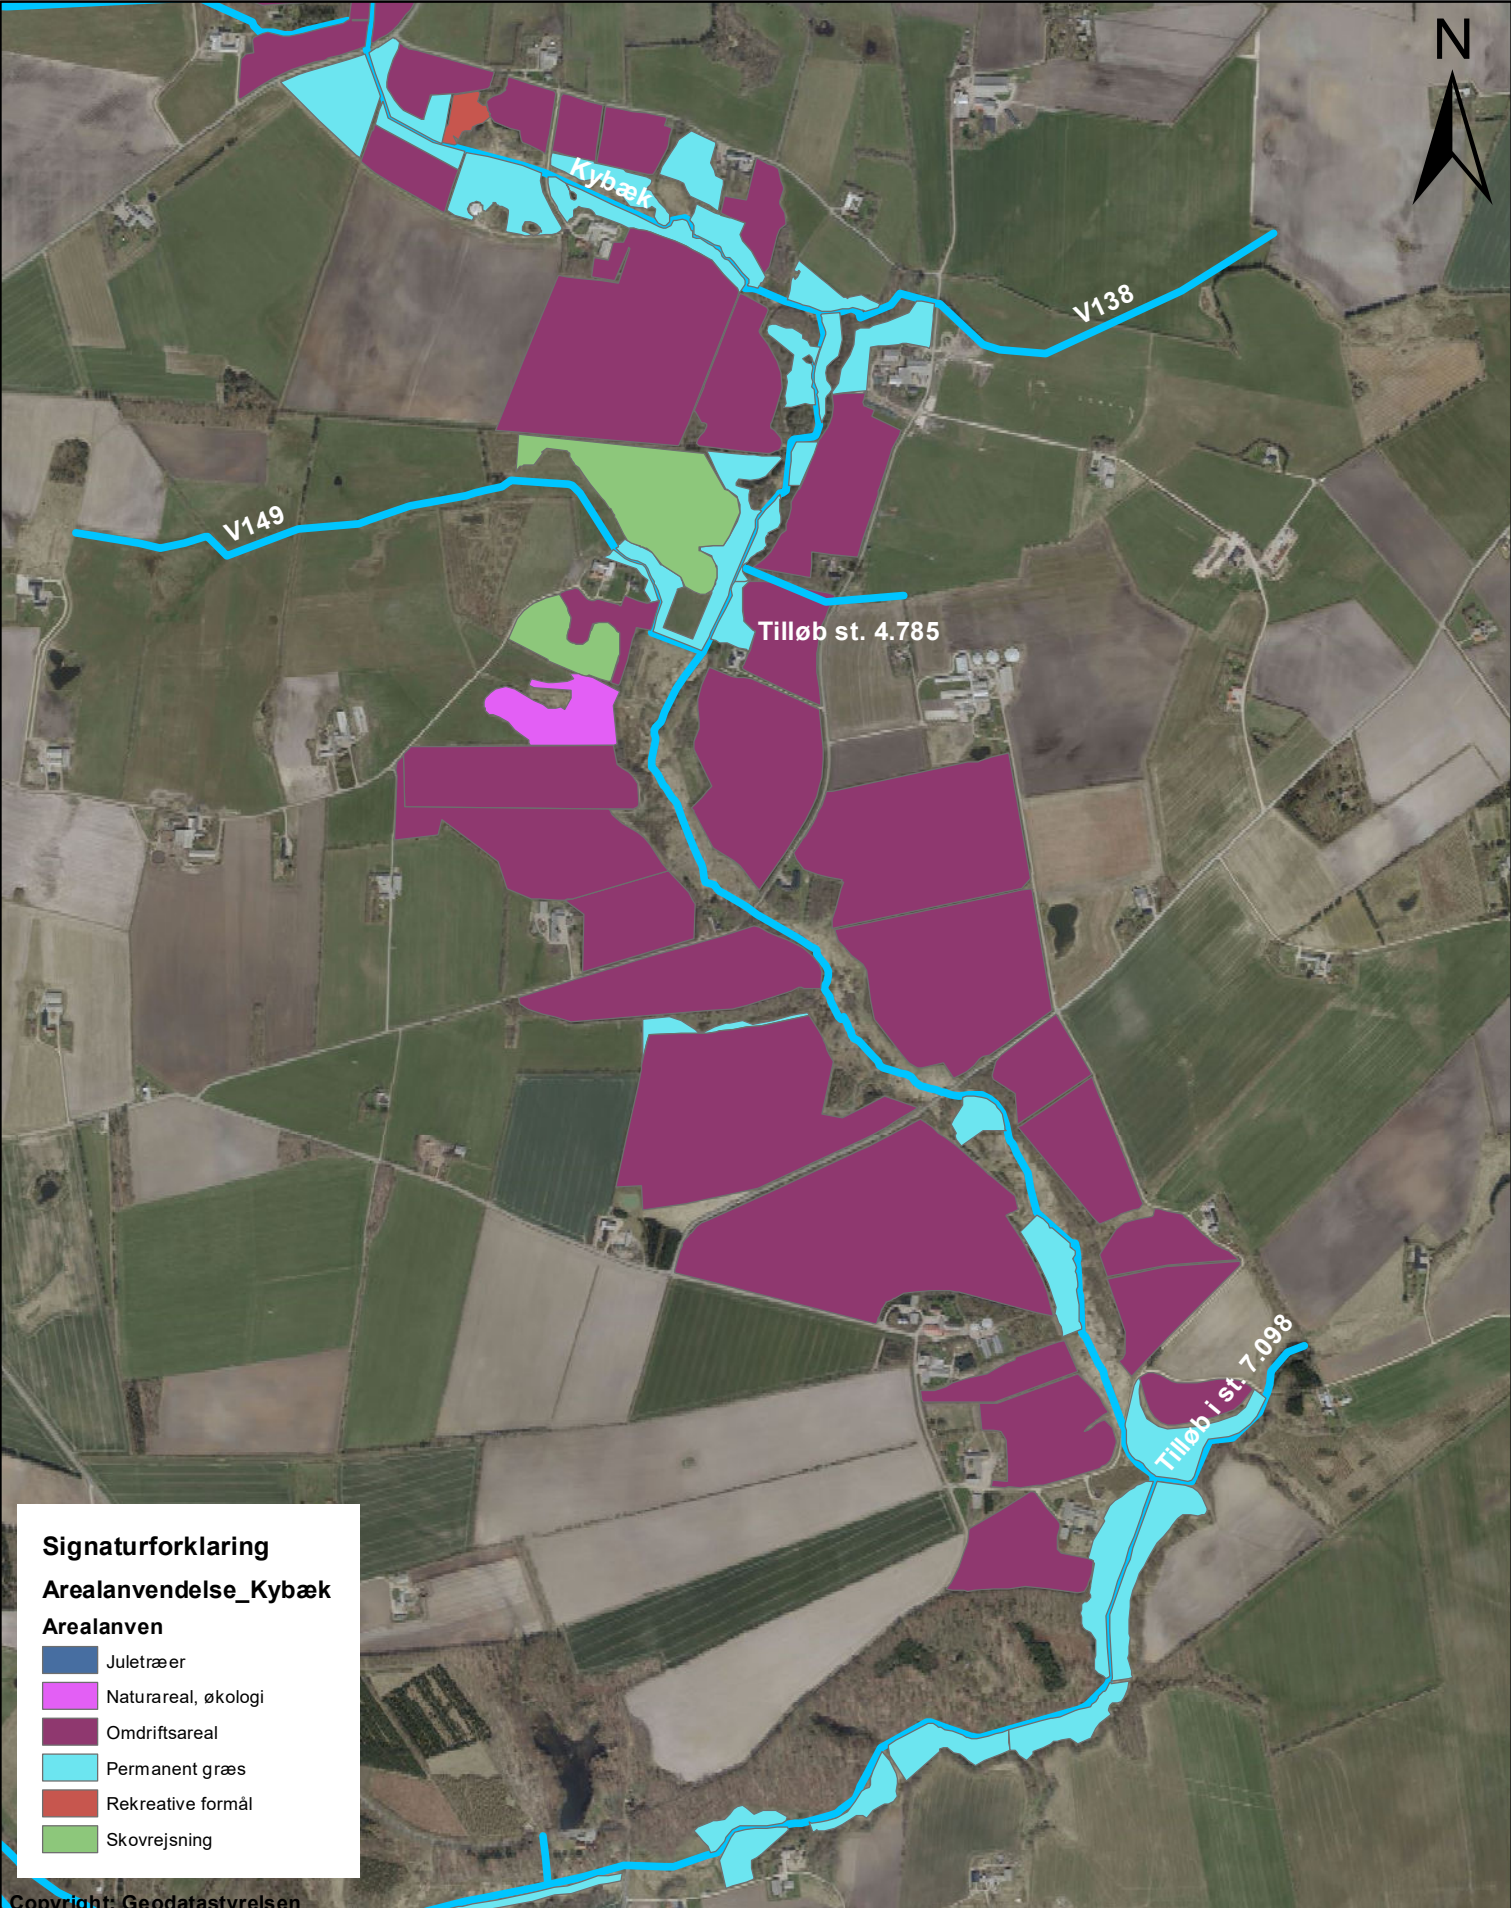 N
Kybæk
V138
V149
Tilløb st. 4.785
Tilløb i st. 7.098
Signaturforklaring
Arealanvendelse_Kybæk
Arealanven
Juletræer
Naturareal, økologi
Omdriftsareal
Permanent græs
Rekreative formål
Skovrejsning
Copyright: Geodatastyrelsen